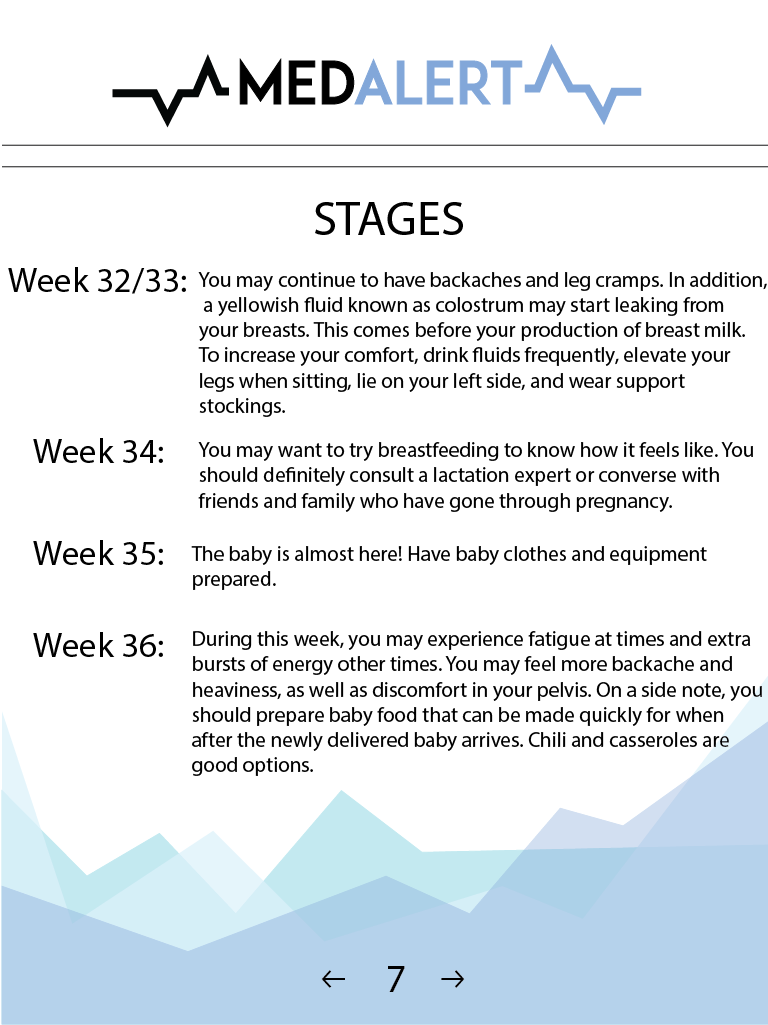 MEDALERT
STAGES
Week 32/33:
You may continue to have backaches and leg cramps. In addition,
a yellowish fluid known as colostrum may start leaking from
your breasts. This comes before your production of breast milk.
To increase your comfort, drink fluids frequently, elevate your
legs when sitting, lie on your left side, and wear support
stockings.
Week 34:
You may want to try breastfeeding to know how it feels like. You
should definitely consult a lactation expert or converse with
friends and family who have gone through pregnancy.
Week 35:
The baby is almost here! Have baby clothes and equipment
prepared.
Week 36:
During this week, you may experience fatigue at times and extra
bursts of energy other times. You may feel more backache and
heaviness, as well as discomfort in your pelvis. On a side note, you
should prepare baby food that can be made quickly for when
after the newly delivered baby arrives. Chili and casseroles are
good options.
← 7 →